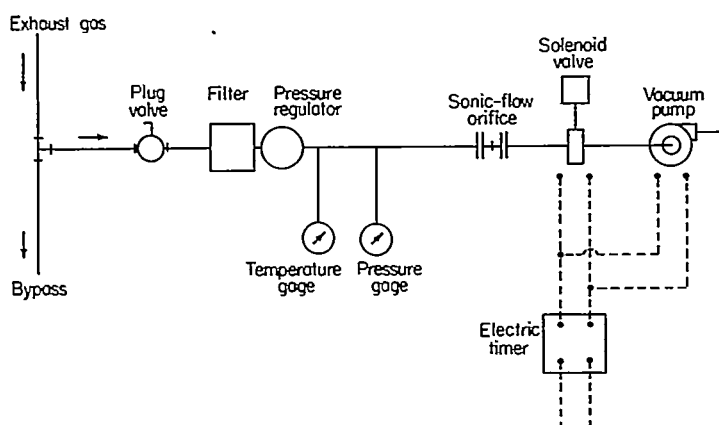 Exhaust gas
Plug
valve
Filter
Pressure
regulator
Sonic-flow
orifice
Solenoid
valve
Vacuum
pump
Temperature
gage
Pressure
gage
Bypass
Electric
timer